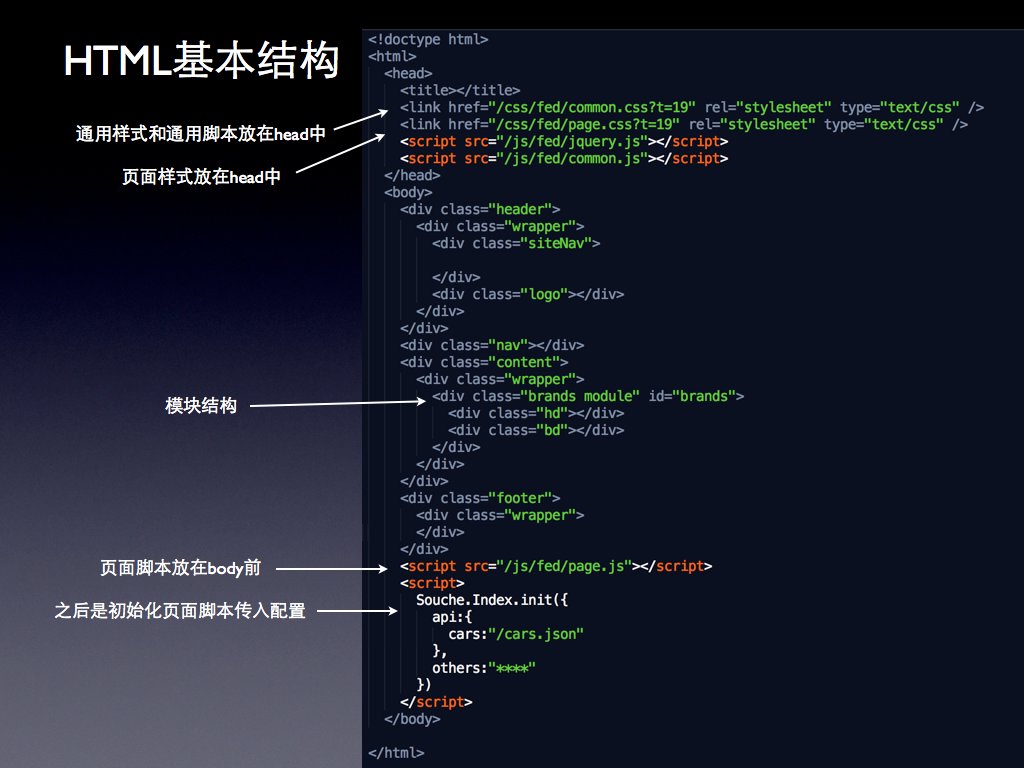 HTML基本结构
通用样式和通用脚本放在head中
页面样式放在head中
模块结构
页面脚本放在body前
之后是初始化页面脚本传入配置
<!doctype html>
<html>
  <head>
    <title></title>
    <link href="/css/fed/common.css?t=19" rel="stylesheet" type="text/css" />
    <link href="/css/fed/page.css?t=19" rel="stylesheet" type="text/css" />
    <script src="/js/fed/jquery.js"></script>
    <script src="/js/fed/common.js"></script>
  </head>
  <body>
    <div class="header">
      <div class="wrapper">
        <div class="siteNav">
        </div>
        <div class="logo"></div>
      </div>
    </div>
    <div class="nav"></div>
    <div class="content">
      <div class="wrapper">
        <div class="brands module" id="brands">
          <div class="hd"></div>
          <div class="bd"></div>
        </div>
      </div>
    </div>
    <div class="footer">
      <div class="wrapper">
      </div>
    </div>
    <script src="/js/fed/page.js"></script>
    <script>
      Souche.Index.init({
        api:{
          cars:"/cars.json"
        },
        others:"****"
      })
    </script>
  </body>
</html>